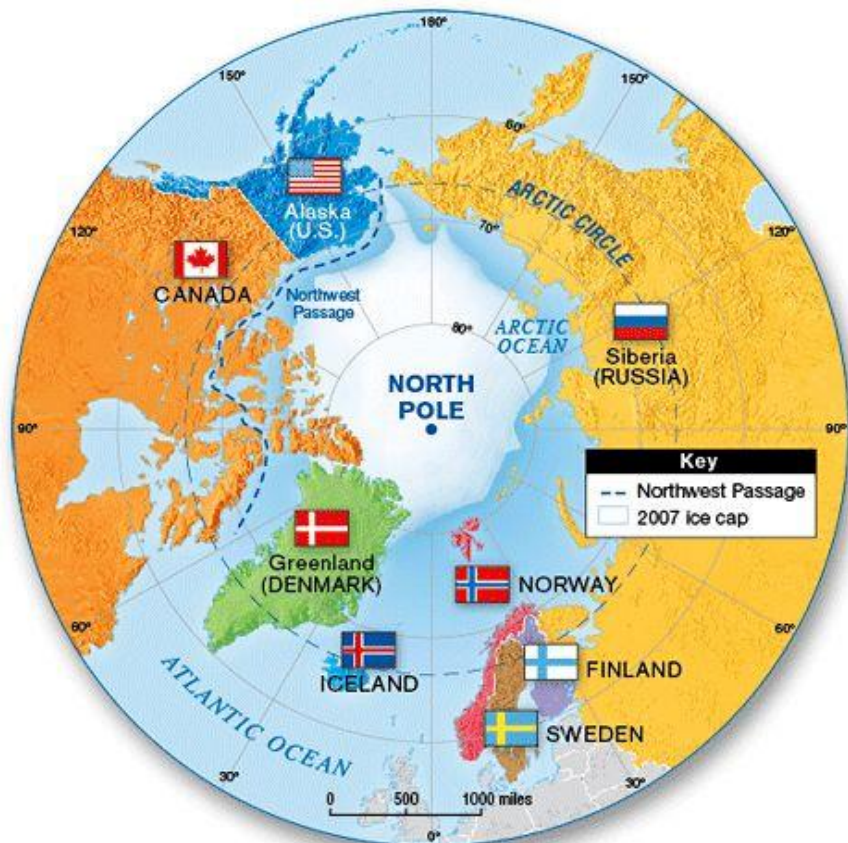 180°
150°
150°
60°
ARCTIC CIRCLE
Alaska
(U.S.)
70°
120°
120°
CANADA
Northwest
Passage
80°
ARCTIC
OCEAN
Siberia
(RUSSIA)
NORTH
POLE
90°
90°
Key
Northwest Passage
2007 ice cap
Greenland
(DENMARK)
NORWAY
60°
60°
ICELAND
FINLAND
ATLANTIC OCEAN
SWEDEN
30°
30°
0 500 1000 miles
0°